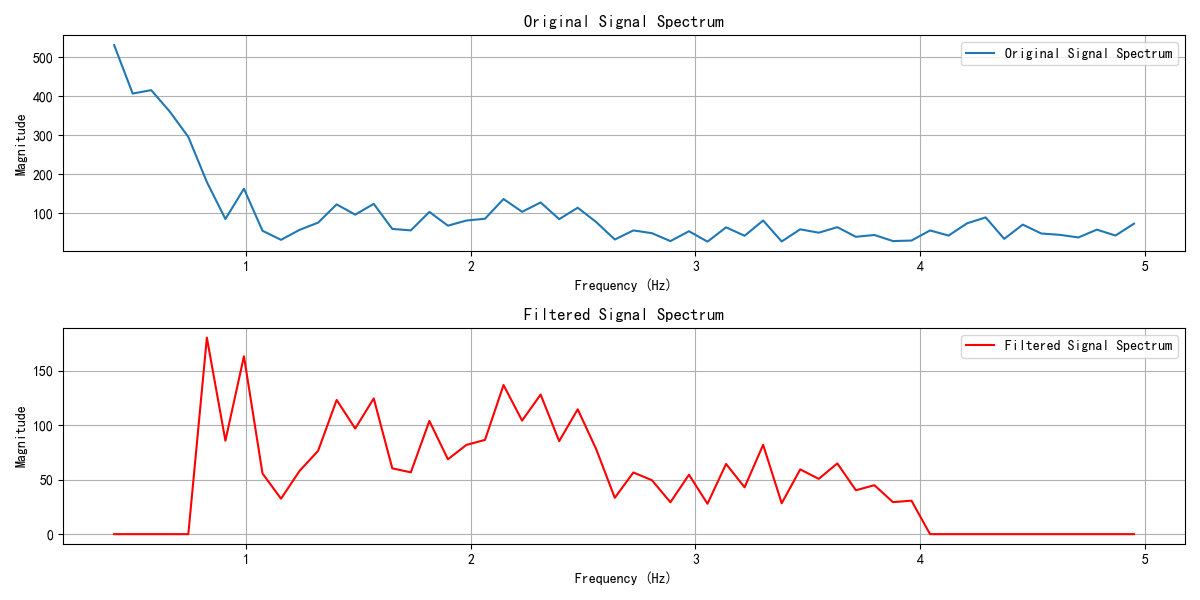 Original Signal Spectrum
Original Signal Spectrum
500
400
300
200
100
Magnitude
1 2 3 4 5
Frequency (Hz)
Filtered Signal Spectrum
Filtered Signal Spectrum
150
100
50
0
Magnitude
1 2 3 4 5
Frequency (Hz)